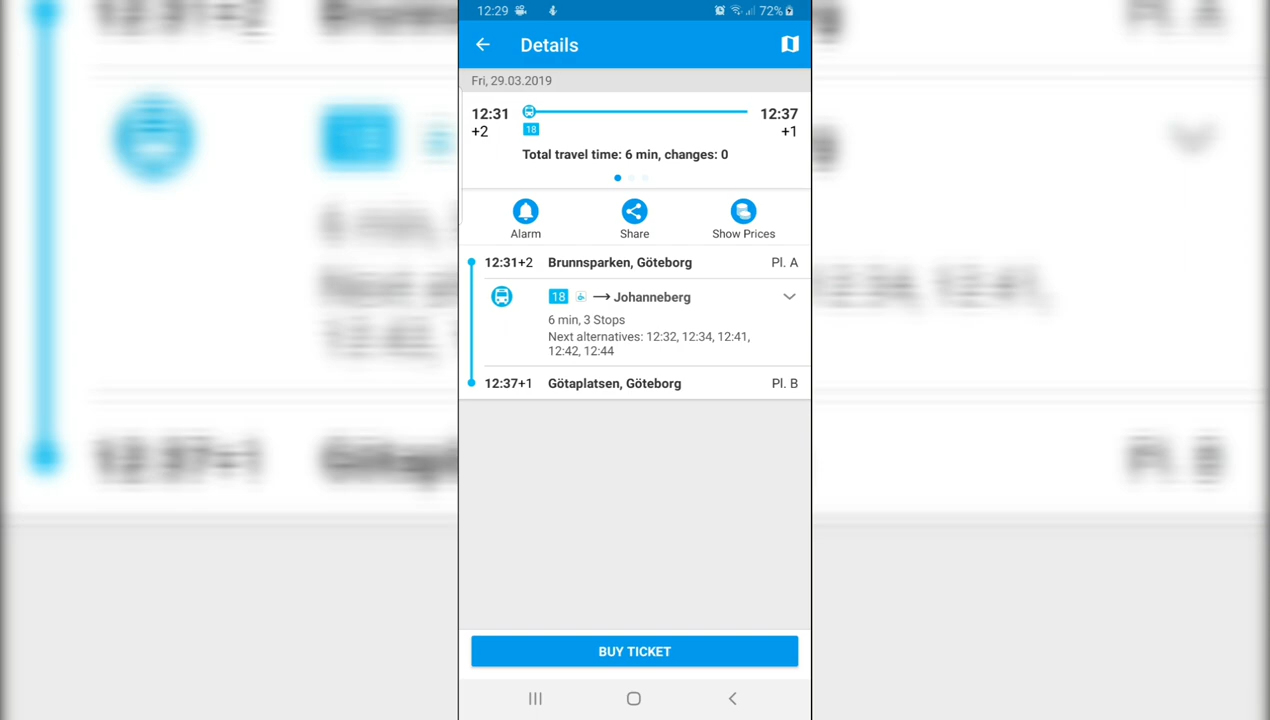 12:29 72%
Details
Fri, 29.03.2019
12:31 12:37
+2 18 +1
Total travel time: 6 min, changes: 0
Alarm Share Show Prices
12:31+2 Brunnsparken, Göteborg Pl. A
18 → Johanneberg
6 min, 3 Stops
Next alternatives: 12:32, 12:34, 12:41,
12:42, 12:44
12:37+1 Götaplatsen, Göteborg Pl. B
BUY TICKET